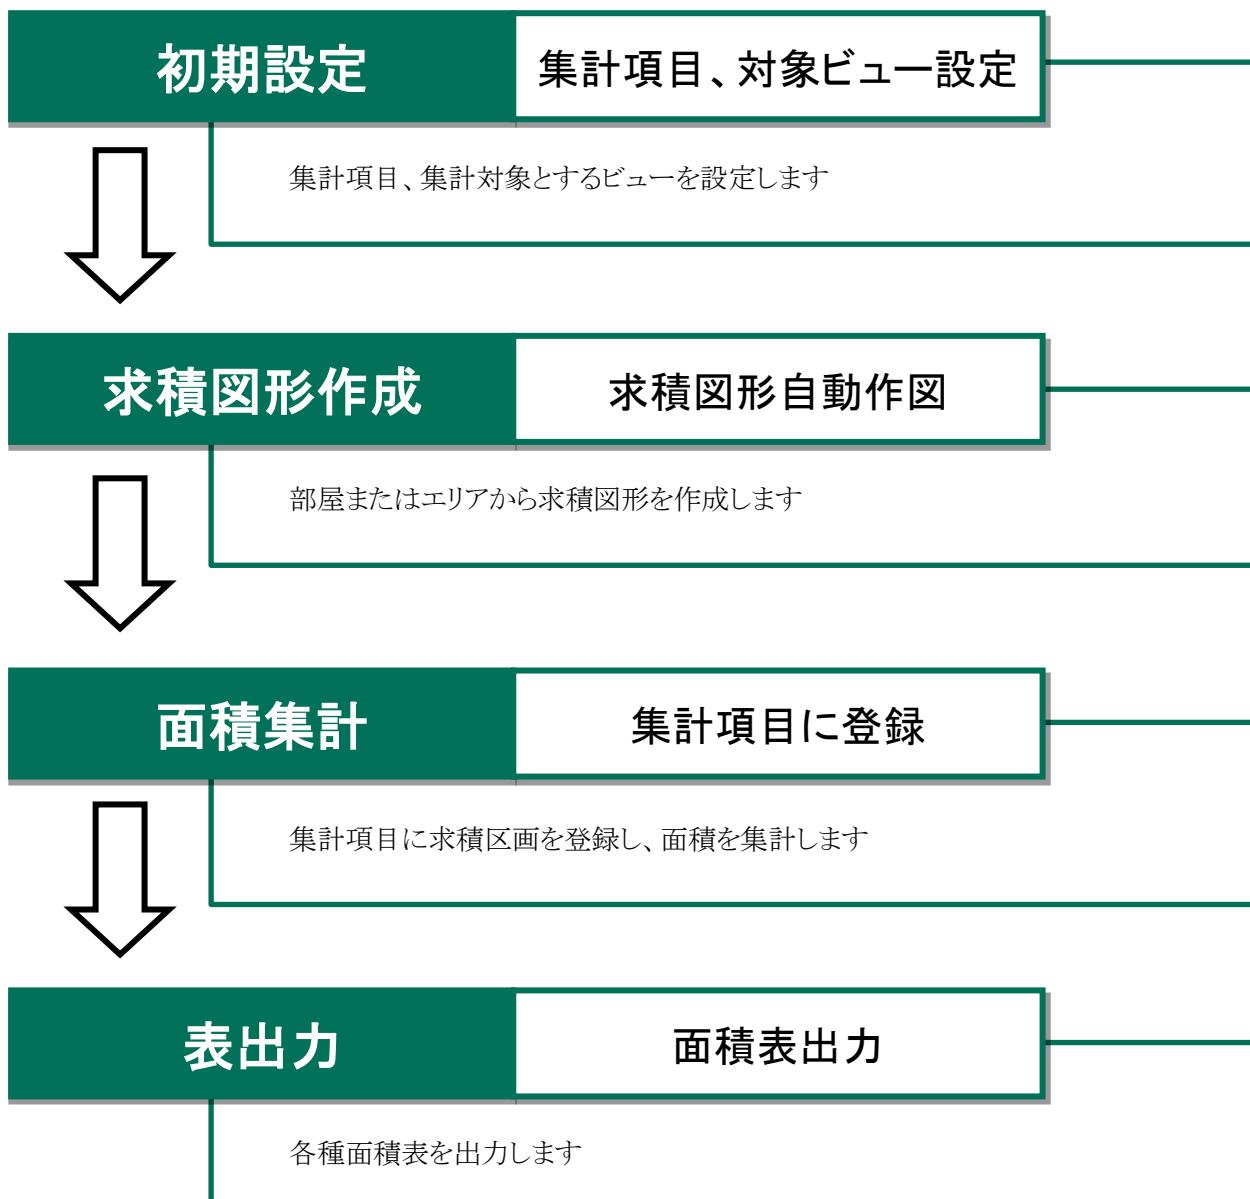 初期設定
集計項目、対象ビュー設定
集計項目、集計対象とするビューを設定します
求積図形作成
求積図形自動作図
部屋またはエリアから求積図形を作成します
面積集計
集計項目に登録
集計項目に求積区画を登録し、面積を集計します
表出力
面積表出力
各種面積表を出力します